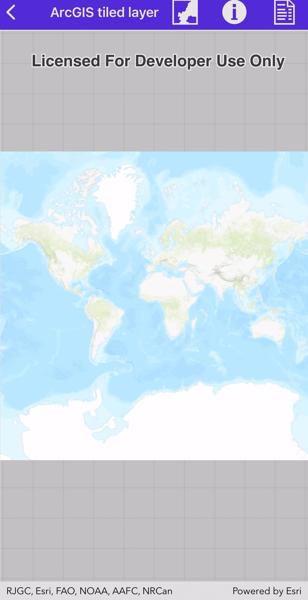 ArcGIS tiled layer
Licensed For Developer Use Only
RJGC, Esri, FAO, NOAA, AAFC, NRCan
Powered by Esri